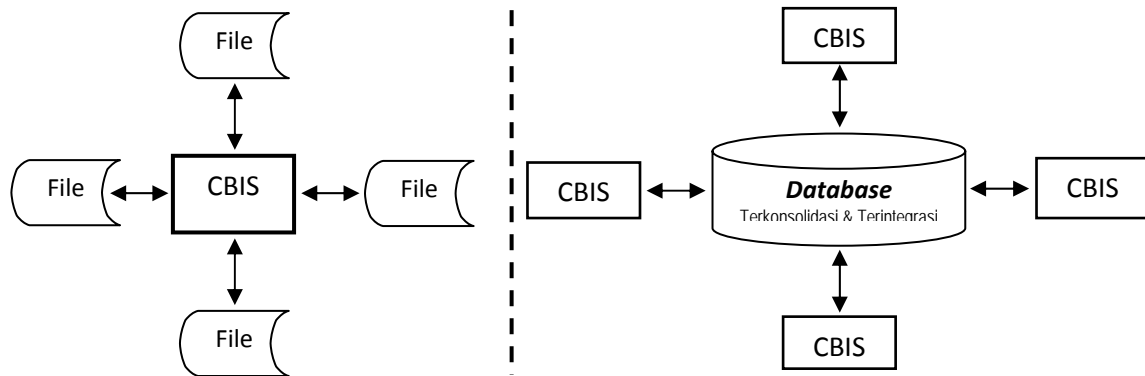 File
File
CBIS
File
File
CBIS
CBIS
Database
Terkonsolidasi & Terintegrasi
CBIS
CBIS